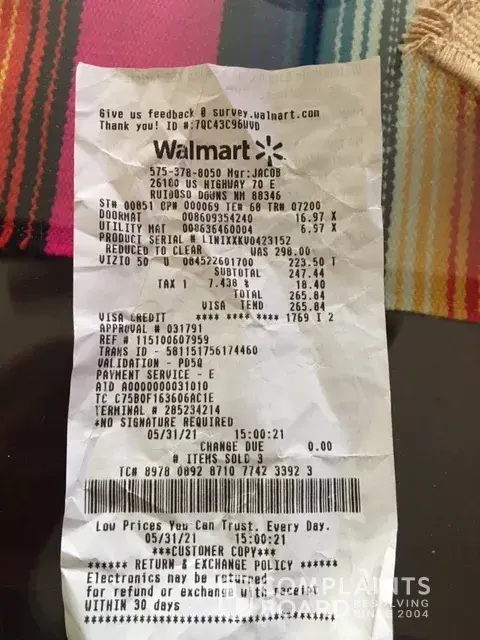 Give us feedback @ survey.walmart.com
Thank you! ID #:7QC43C96WVD
Walmart
575-378-8050 Mgr:JACOB
26180 US HIGHWAY 70 E
RUIDOSO DOWNS NM 88346
ST# 00851 OP# 000069 TE# 68 TR# 07200
DOORMAT 008609354240 16.97 X
UTILITY MAT 008636460004 6.97 X
PRODUCT SERIAL # LINIXXKV0423152
REDUCED TO CLEAR WAS 298.00
VIZIO 50 U 084522601700 223.50 T
SUBTOTAL 247.44
TAX 1 7.438 % 18.40
TOTAL 265.84
VISA TEND 265.84
VISA CREDIT **** **** **** 1769 I 2
APPROVAL # 031791
REF # 115100607959
TRANS ID - 581151756174460
VALIDATION - PD5Q
PAYMENT SERVICE - E
AID A0000000031010
TC C75B0F163606AC1E
TERMINAL # 285234214
*NO SIGNATURE REQUIRED
05/31/21 15:00:21
CHANGE DUE 0.00
# ITEMS SOLD 3
TC# 8978 0892 8710 7742 3392 3
Low Prices You Can Trust. Every Day.
05/31/21 15:00:21
***CUSTOMER COPY***
****** RETURN & EXCHANGE POLICY ******
Electronics may be returned
for refund or exchange with receipt
WITHIN 30 days
COMPLAINTS
BOARD RESOLVING
SINCE 2004